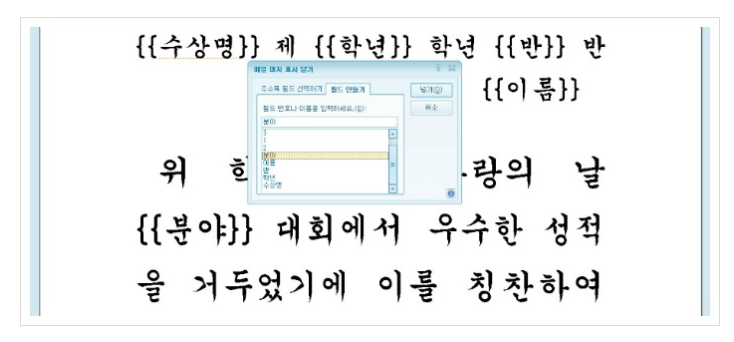 {{수상명}} 제 {{학년}} 학년 {{반}} 반
{{이름}}
메일 머지 표시 달기
주소록 필드 선택하기
필드 만들기
넣기(D)
취소
필드 번호나 이름을 입력하세요.(E):
분야
1
2
분야
이름
반
학년
수상명
위 랑의 날
{{분야}} 대회에서 우수한 성적
을 거두었기에 이를 칭찬하여